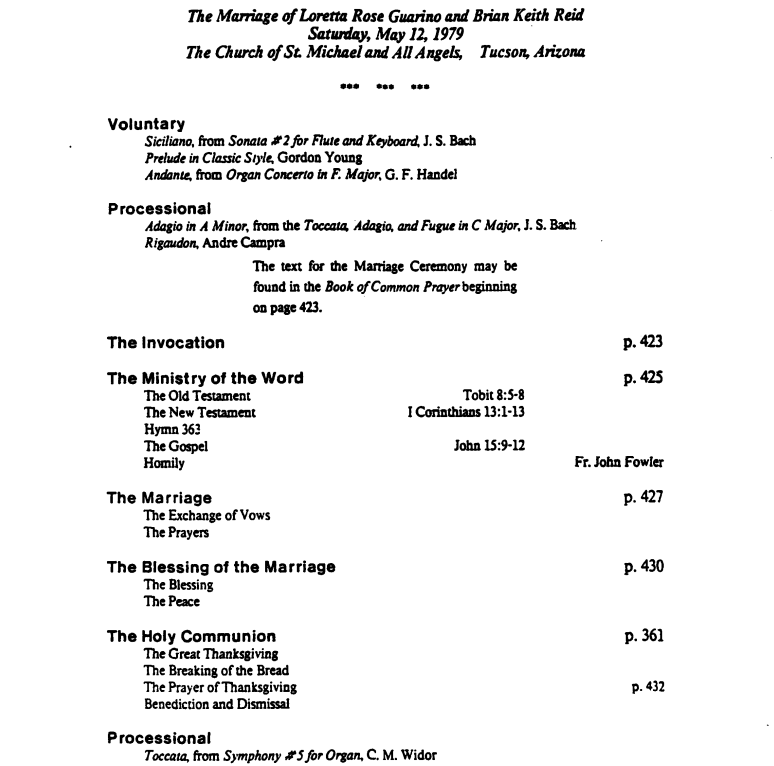 The Marriage of Loretta Rose Guarino and Brian Keith Reid
Saturday, May 12, 1979
The Church of St. Michael and All Angels, Tucson, Arizona
*** *** ***
Voluntary
Siciliano, from Sonata #2 for Flute and Keyboard, J. S. Bach
Prelude in Classic Style, Gordon Young
Andante, from Organ Concerto in F. Major, G. F. Handel
Processional
Adagio in A Minor, from the Toccata, Adagio, and Fugue in C Major, J. S. Bach
Rigaudon, Andre Campra
The text for the Marriage Ceremony may be
found in the Book of Common Prayer beginning
on page 423.
The Invocation p. 423
The Ministry of the Word p. 425
The Old Testament Tobit 8:5-8
The New Testament I Corinthians 13:1-13
Hymn 363
The Gospel John 15:9-12
Homily Fr. John Fowler
The Marriage p. 427
The Exchange of Vows
The Prayers
The Blessing of the Marriage p. 430
The Blessing
The Peace
The Holy Communion p. 361
The Great Thanksgiving
The Breaking of the Bread
The Prayer of Thanksgiving p. 432
Benediction and Dismissal
Processional
Toccata, from Symphony #5 for Organ, C. M. Widor